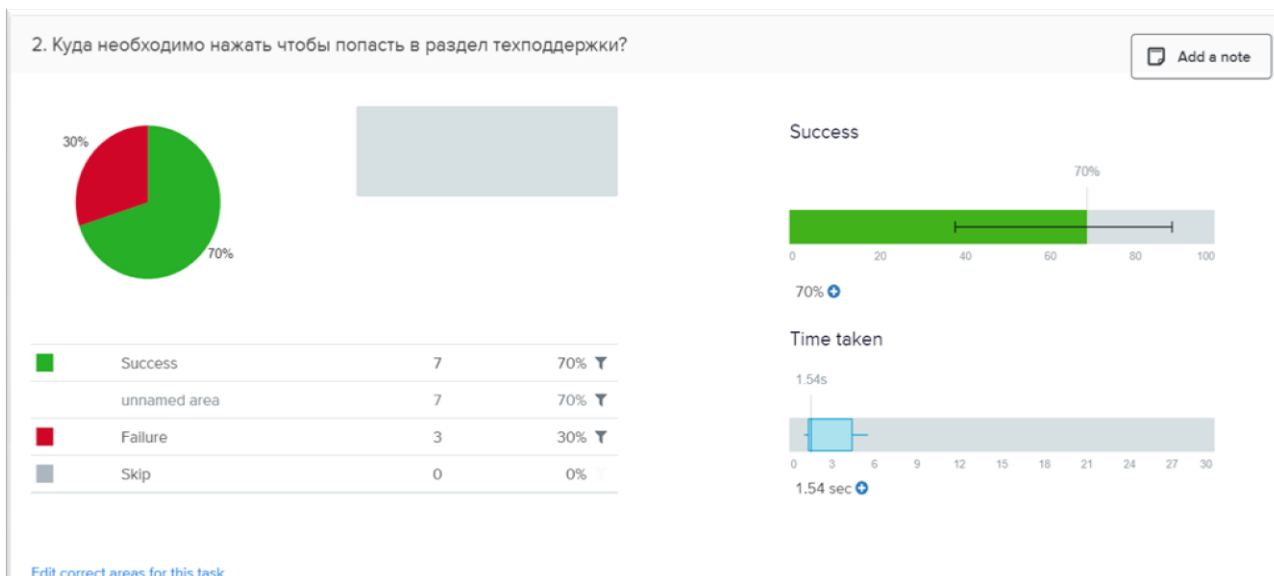 2. Куда необходимо нажать чтобы попасть в раздел техподдержки?
Add a note
30%
70%
Success 7 70%
unnamed area 7 70%
Failure 3 30%
Skip 0 0%
Edit correct areas for this task
Success
70%
0 20 40 60 80 100
70%
Time taken
1.54s
0 3 6 9 12 15 18 21 24 27 30
1.54 sec